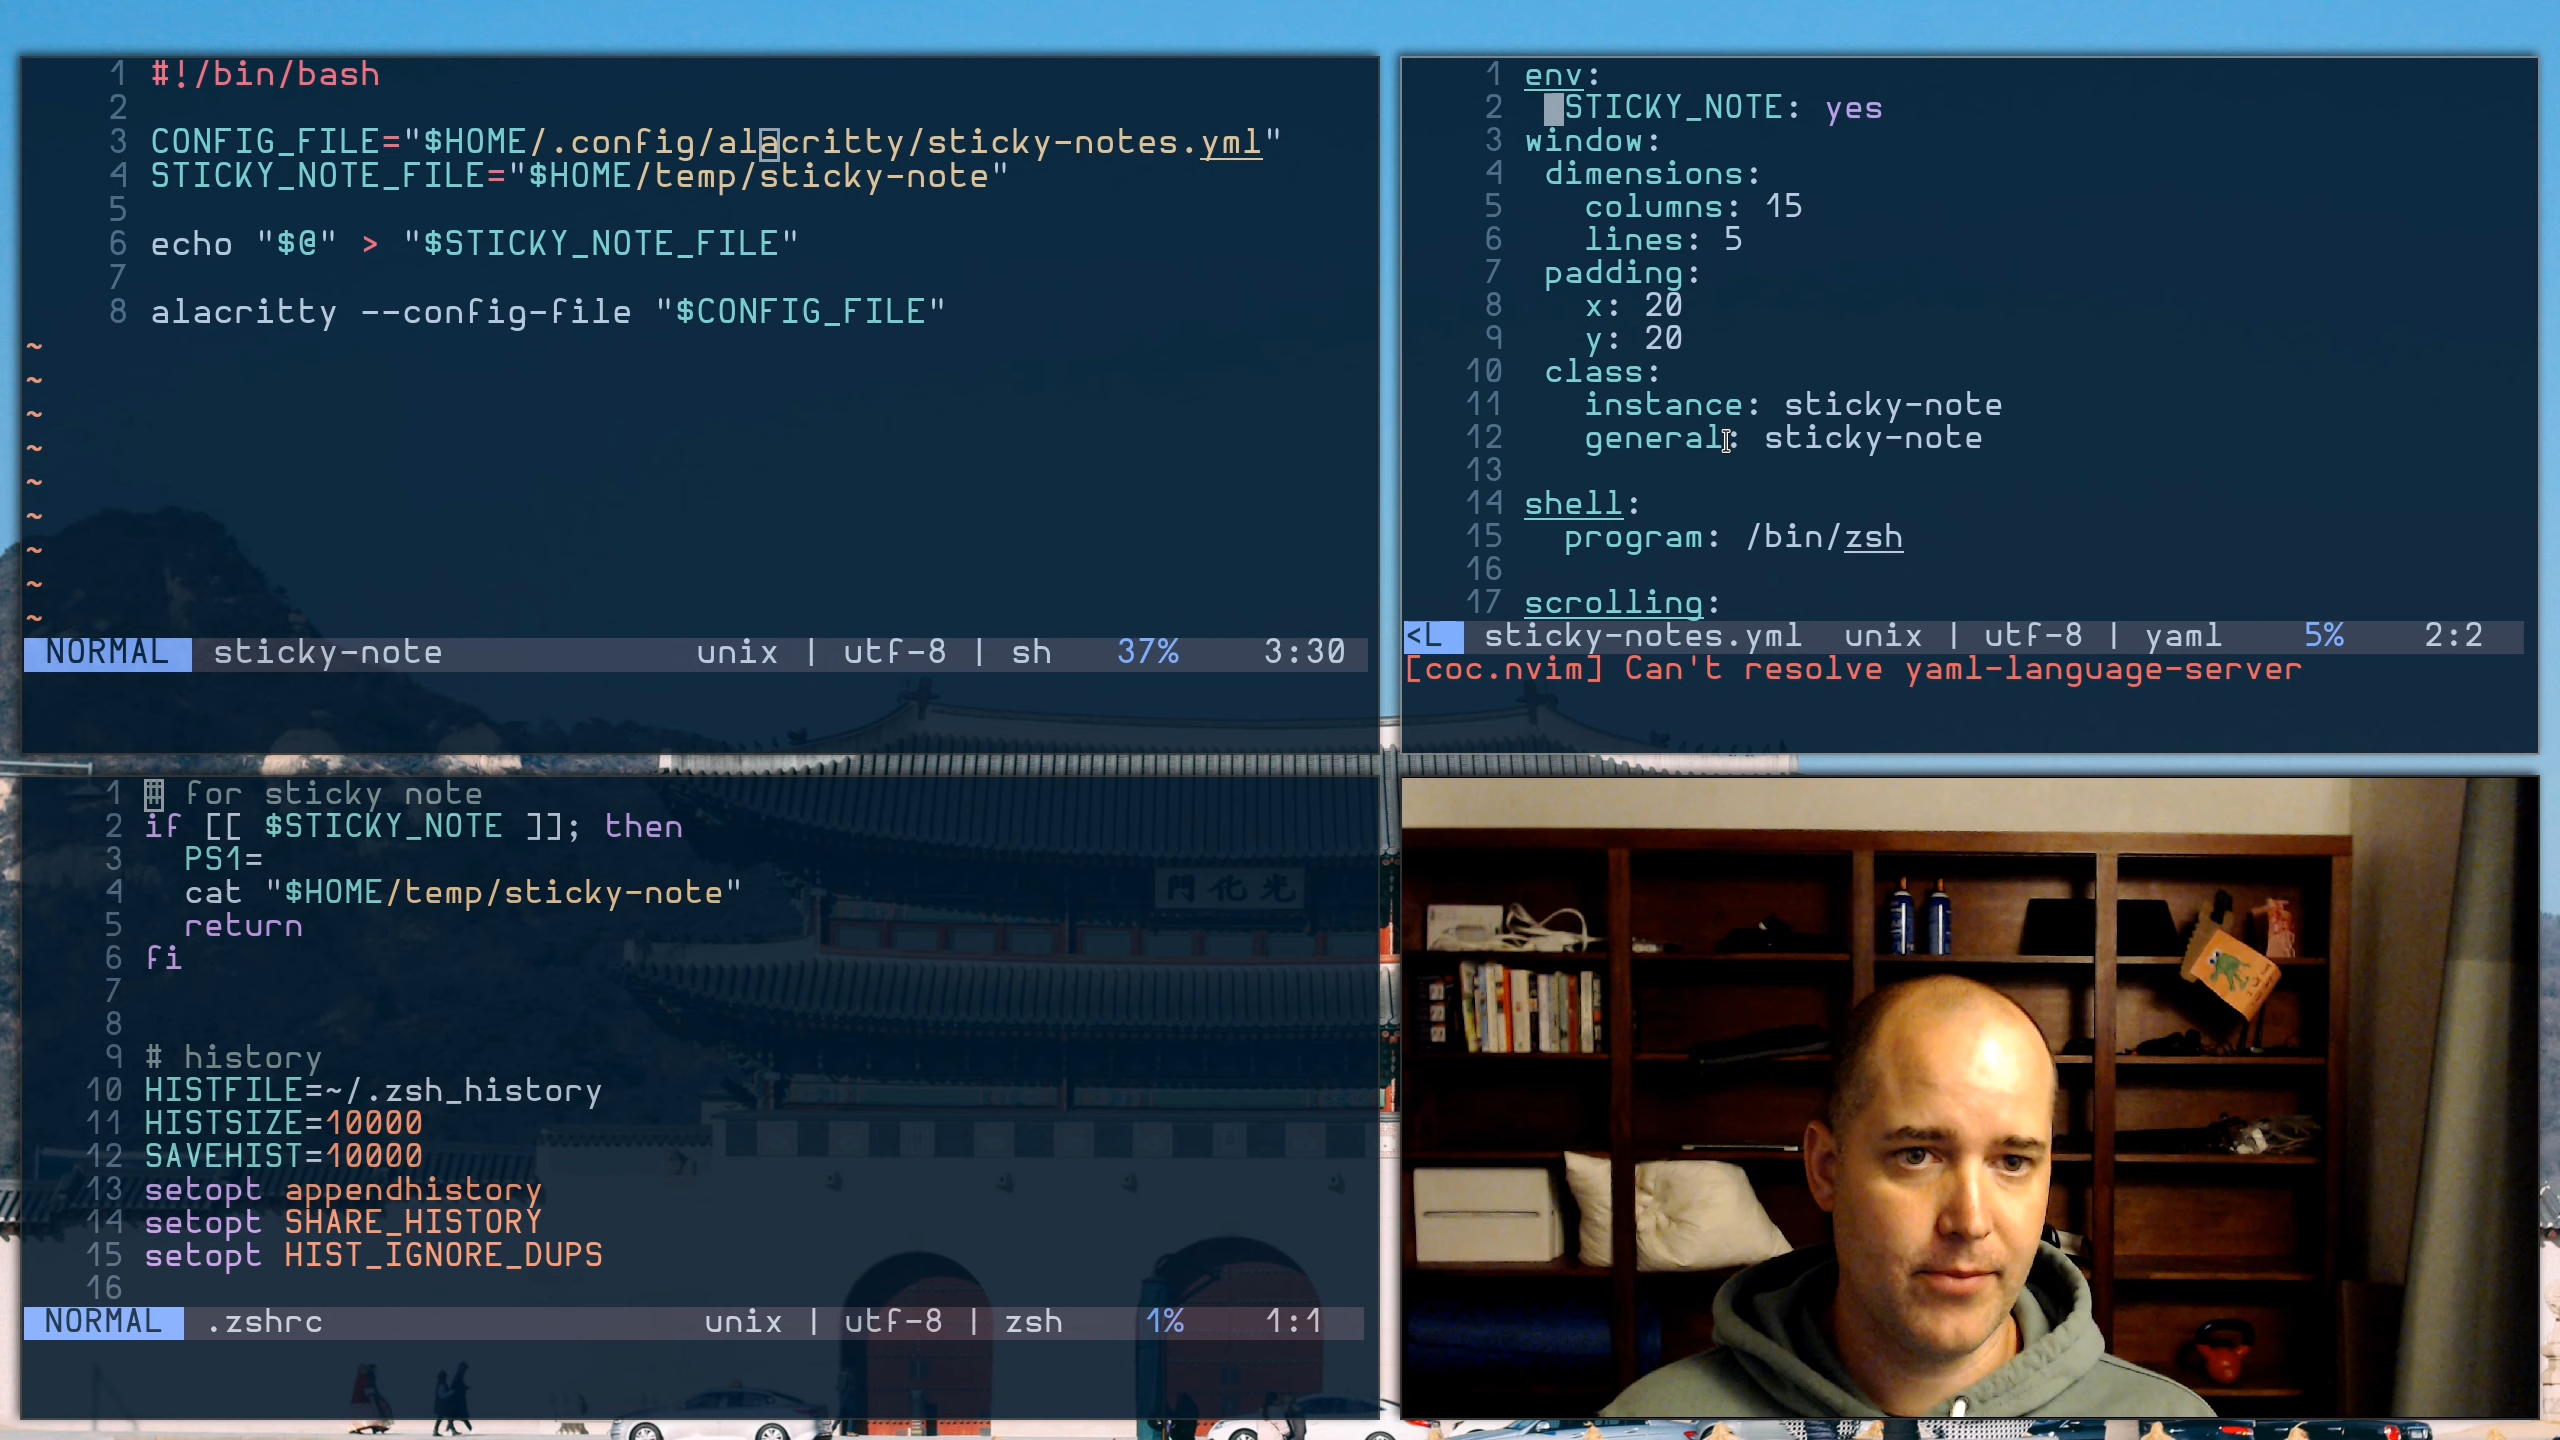 1 #!/bin/bash
2
3 CONFIG_FILE="$HOME/.config/alacritty/sticky-notes.yml"
4 STICKY_NOTE_FILE="$HOME/temp/sticky-note"
5
6 echo "$@" > "$STICKY_NOTE_FILE"
7
8 alacritty --config-file "$CONFIG_FILE"
~
~
~
~
~
~
~
~
~
NORMAL sticky-note unix | utf-8 | sh 37% 3:30
1 env:
2 STICKY_NOTE: yes
3 window:
4 dimensions:
5 columns: 15
6 lines: 5
7 padding:
8 x: 20
9 y: 20
10 class:
11 instance: sticky-note
12 general: sticky-note
13
14 shell:
15 program: /bin/zsh
16
17 scrolling:
<L sticky-notes.yml unix | utf-8 | yaml 5% 2:2
[coc.nvim] Can't resolve yaml-language-server
1 # for sticky note
2 if [[ $STICKY_NOTE ]]; then
3 PS1=
4 cat "$HOME/temp/sticky-note"
5 return
6 fi
7
8
9 # history
10 HISTFILE=~/.zsh_history
11 HISTSIZE=10000
12 SAVEHIST=10000
13 setopt appendhistory
14 setopt SHARE_HISTORY
15 setopt HIST_IGNORE_DUPS
16
NORMAL .zshrc unix | utf-8 | zsh 1% 1:1
門化光